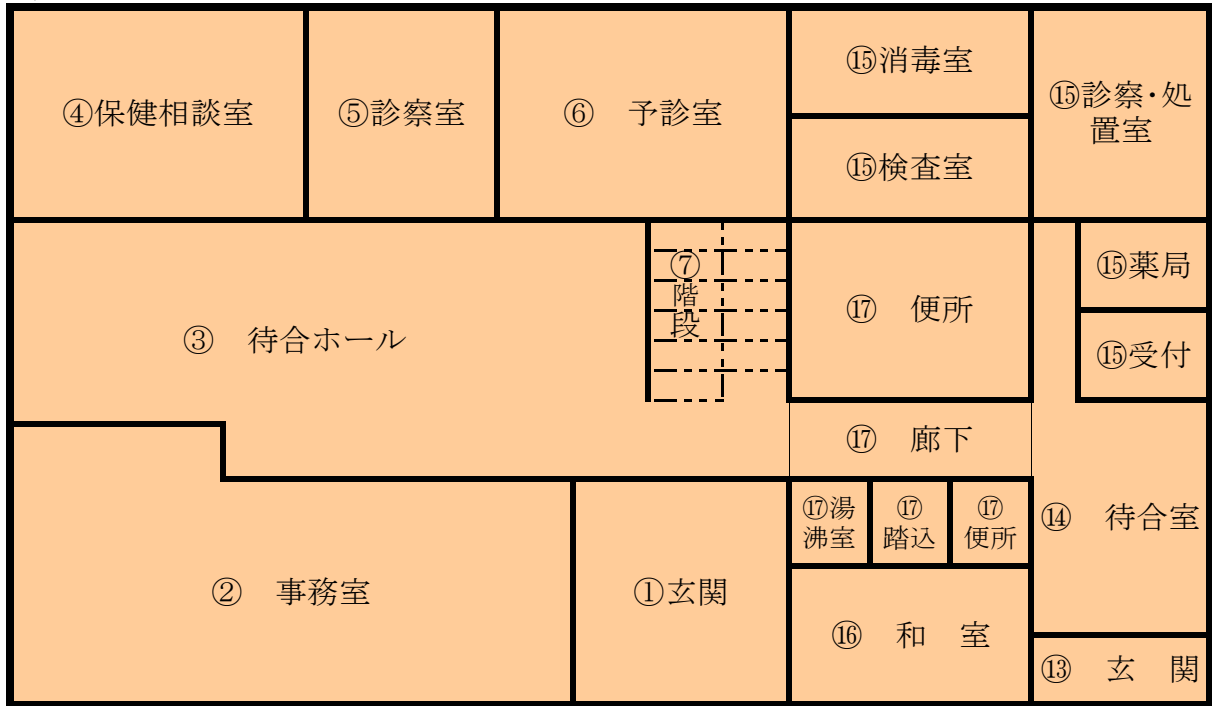 ④保健相談室
⑤診察室
⑥　予診室
⑮消毒室
⑮検査室
⑮診察・処
置室
③　待合ホール
⑦
階
段
⑰　便所
⑮薬局
⑮受付
⑰　廊下
②　事務室
①玄関
⑰湯
沸室
⑰
踏込
⑰
便所
⑭　待合室
⑯　和　室
⑬　玄　関